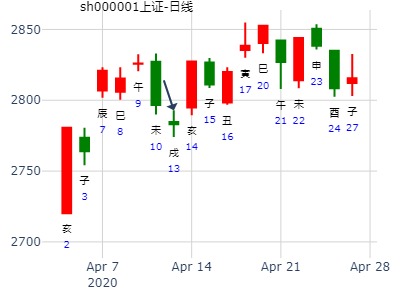 sh000001上证-日线
2850
2800
2750
2700
亥
2
子
3
辰
7
巳
8
午
9
未
10
戌
13
亥
14
子
15
丑
16
寅
17
巳
20
午
21
未
22
申
23
酉
24
子
27
Apr 7
2020
Apr 14
Apr 21
Apr 28